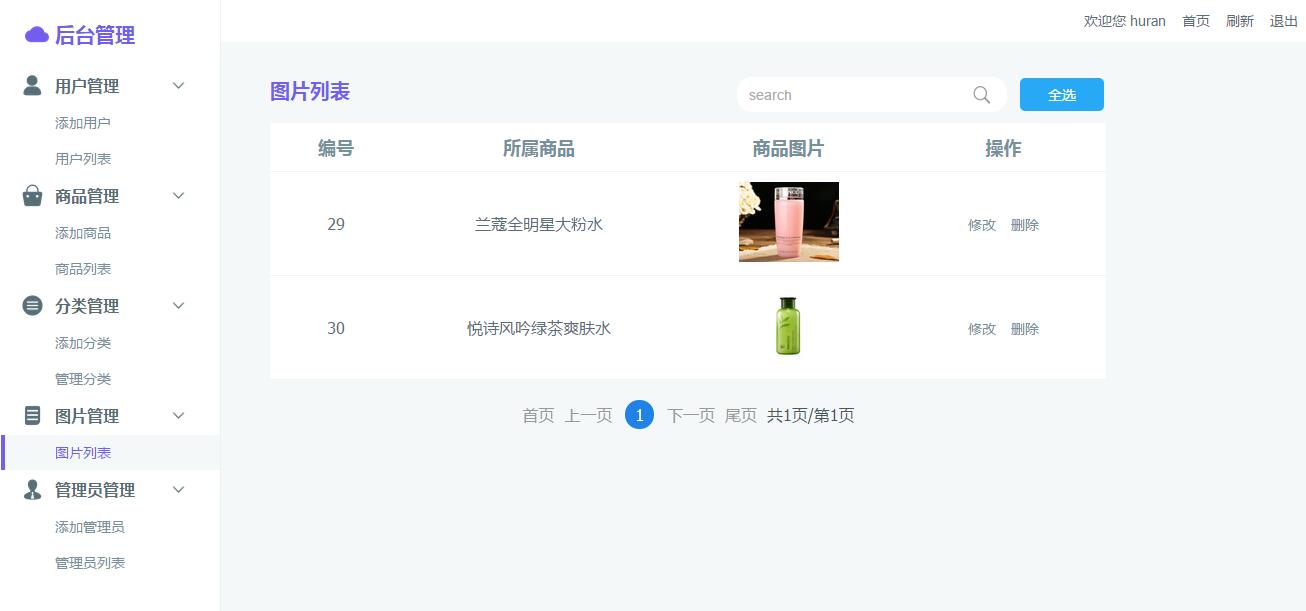 欢迎您 huran 首页 刷新 退出
后台管理
用户管理
添加用户
用户列表
商品管理
添加商品
商品列表
分类管理
添加分类
管理分类
图片管理
图片列表
管理员管理
添加管理员
管理员列表
图片列表
search
全选
编号 所属商品 商品图片 操作
29 兰蔻全明星大粉水 修改 删除
30 悦诗风吟绿茶爽肤水 修改 删除
首页 上一页 1 下一页 尾页 共1页/第1页